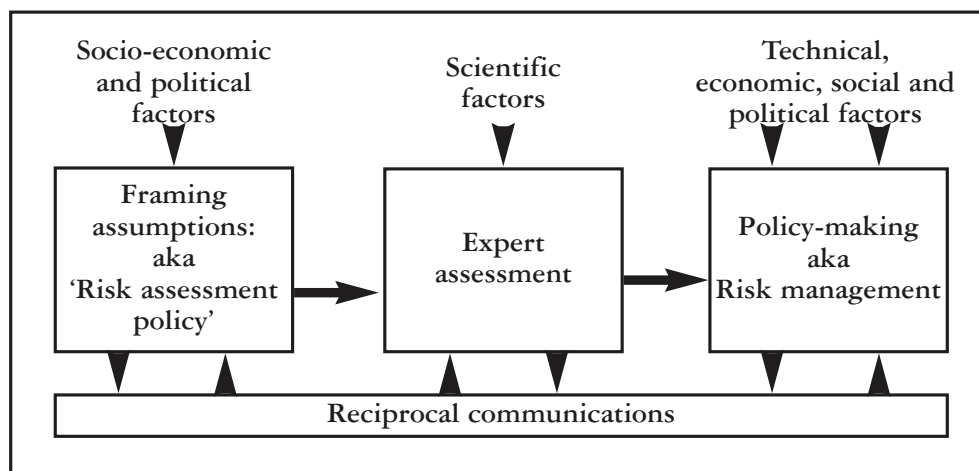 Socio-economic
and political
factors
Scientific
factors
Technical,
economic, social and
political factors
Framing
assumptions:
aka
‘Risk assessment
policy’
Expert
assessment
Policy-making
aka
Risk management
Reciprocal communications